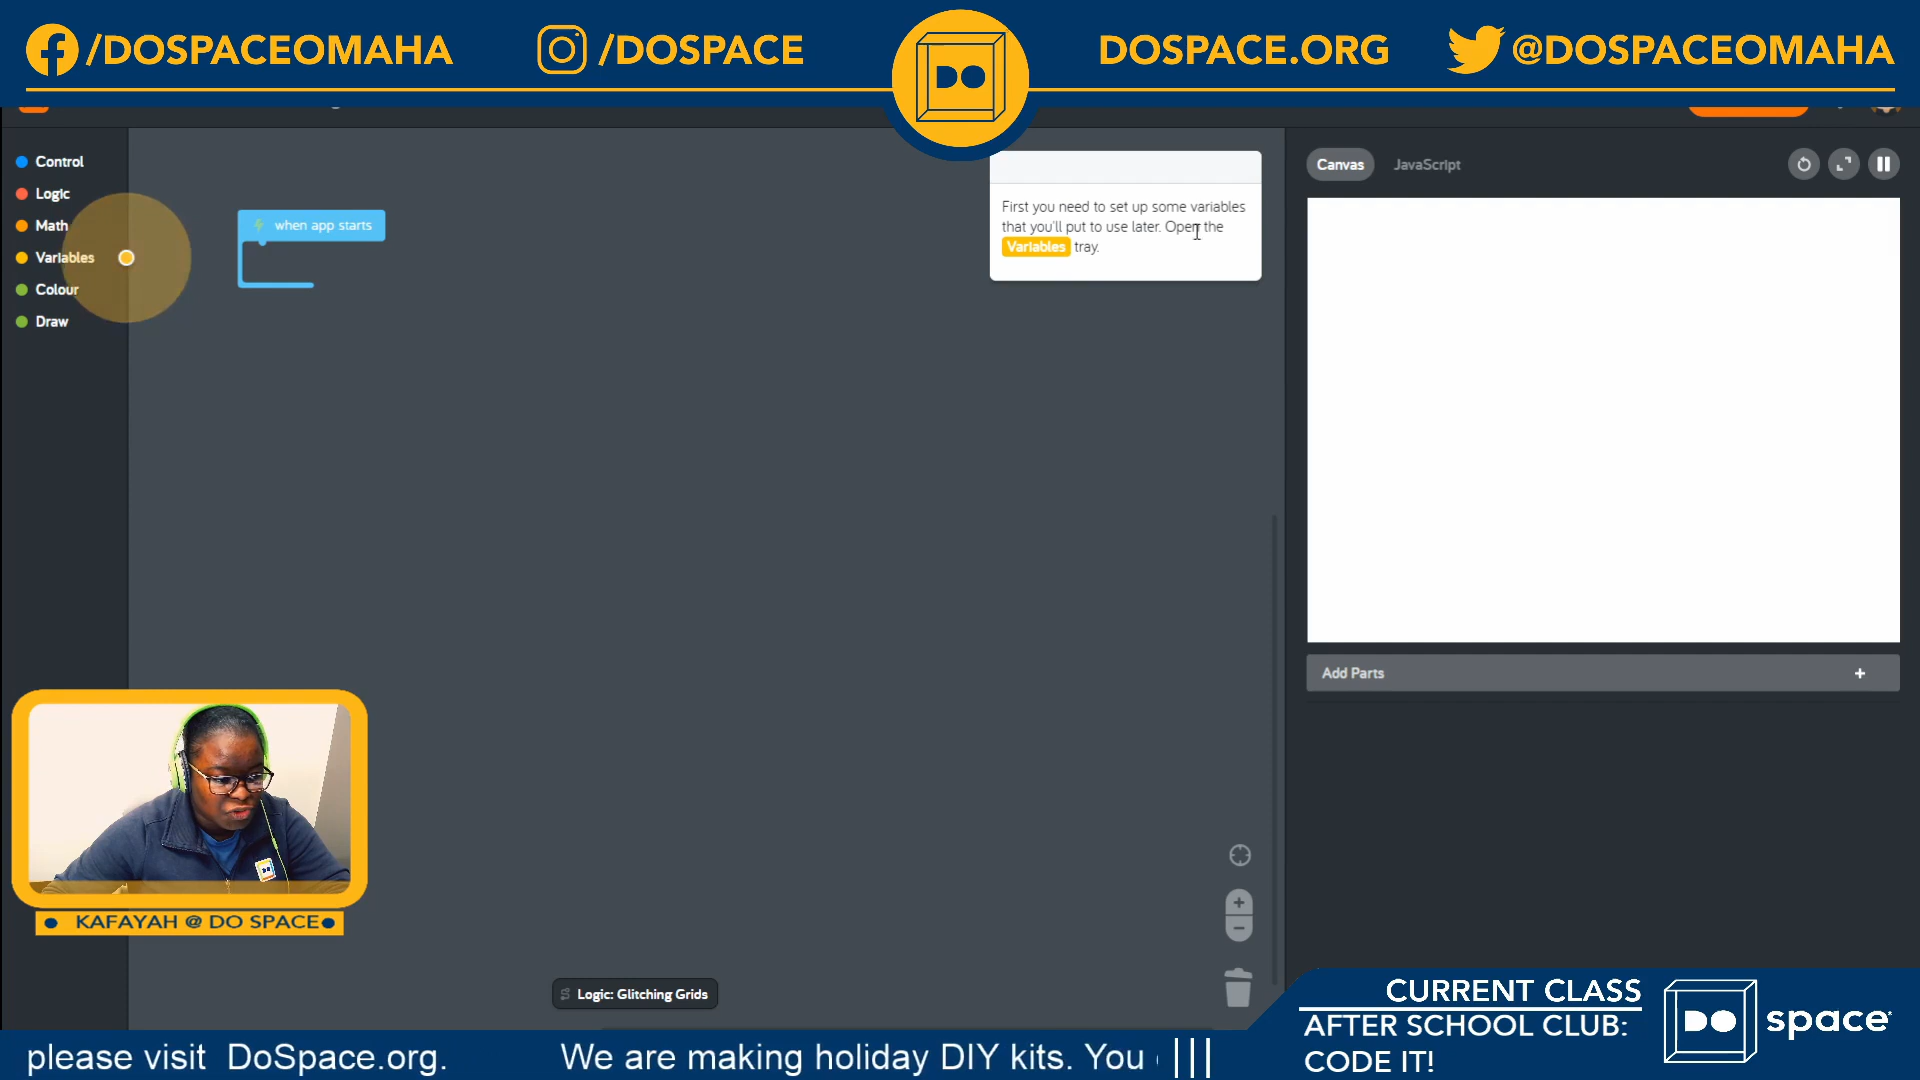 /DOSPACEOMAHA
/DOSPACE
DO
DOSPACE.ORG
@DOSPACEOMAHA
Control
Logic
Math
Variables
Colour
Draw
when app starts
First you need to set up some variables
that you'll put to use later. Open the
Variables tray.
Canvas
JavaScript
Add Parts
KAFAYAH @ DO SPACE
Logic: Glitching Grids
CURRENT CLASS
AFTER SCHOOL CLUB:
CODE IT!
DO space
please visit DoSpace.org. We are making holiday DIY kits. You